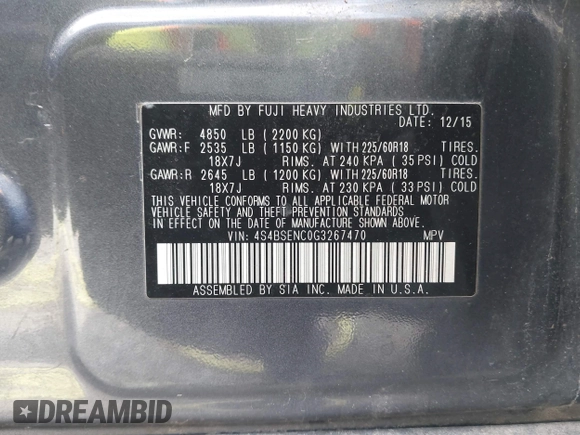 MFD BY FUJI HEAVY INDUSTRIES LTD.
DATE: 12/15
GVWR: 4850 LB (2200 KG)
GAWR:F 2535 LB (1150 KG) WITH 225/60R18 TIRES.
18X7J RIMS. AT 240 KPA (35 PSI) COLD
GAWR:R 2645 LB (1200 KG) WITH 225/60R18 TIRES.
18X7J RIMS. AT 230 KPA (33 PSI) COLD
THIS VEHICLE CONFORMS TO ALL APPLICABLE FEDERAL MOTOR
VEHICLE SAFETY AND THEFT PREVENTION STANDARDS
IN EFFECT ON THE DATE OF MANUFACTURE SHOWN ABOVE.
VIN: 4S4BSENC0G3267470 MPV
ASSEMBLED BY SIA INC. MADE IN U.S.A.
DREAMBID